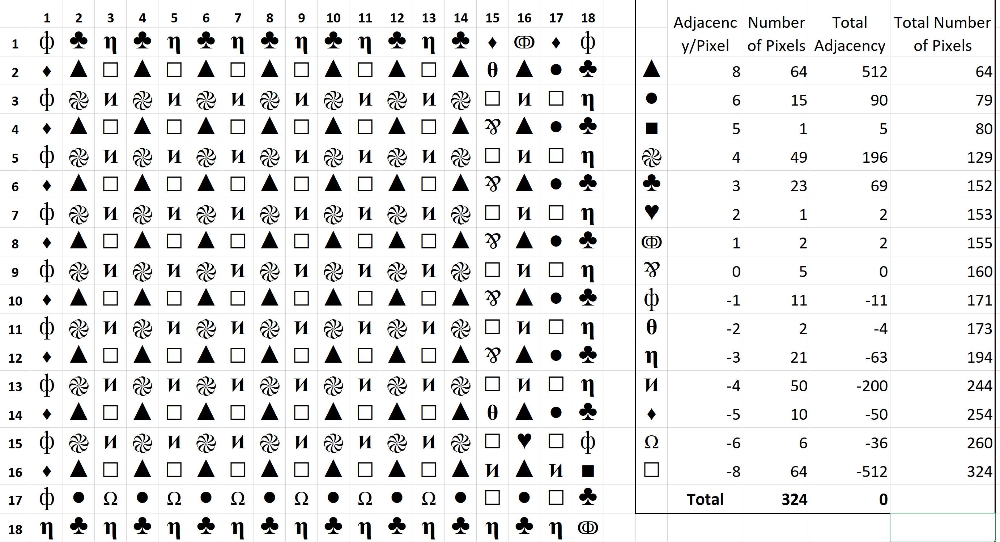 1 2 3 4 5 6 7 8 9 10 11 12 13 14 15 16 17 18 Adjacenc y/Pixel Number of Pixels Total Adjacency Total Number of Pixels
1 ф ♣ η ♣ η ♣ η ♣ η ♣ η ♣ η ♣ ♦ ↂ ♦ ф
2 ♦ ▲ □ ▲ □ ▲ □ ▲ □ ▲ □ ▲ □ ▲ θ ▲ ● ♣ ▲ 8 64 512 64
3 ф ֎ И ֎ И ֎ И ֎ И ֎ И ֎ И ֎ □ И □ η ● 6 15 90 79
4 ♦ ▲ □ ▲ □ ▲ □ ▲ □ ▲ □ ▲ □ ▲ ⅋ ▲ ● ♣ ■ 5 1 5 80
5 ф ֎ И ֎ И ֎ И ֎ И ֎ И ֎ И ֎ □ И □ η ֎ 4 49 196 129
6 ♦ ▲ □ ▲ □ ▲ □ ▲ □ ▲ □ ▲ □ ▲ ⅋ ▲ ● ♣ ♣ 3 23 69 152
7 ф ֎ И ֎ И ֎ И ֎ И ֎ И ֎ И ֎ □ И □ η ♥ 2 1 2 153
8 ♦ ▲ □ ▲ □ ▲ □ ▲ □ ▲ □ ▲ □ ▲ ⅋ ▲ ● ♣ ↂ 1 2 2 155
9 ф ֎ И ֎ И ֎ И ֎ И ֎ И ֎ И ֎ □ И □ η ⅋ 0 5 0 160
10 ♦ ▲ □ ▲ □ ▲ □ ▲ □ ▲ □ ▲ □ ▲ ⅋ ▲ ● ♣ ф -1 11 -11 171
11 ф ֎ И ֎ И ֎ И ֎ И ֎ И ֎ И ֎ □ И □ η θ -2 2 -4 173
12 ♦ ▲ □ ▲ □ ▲ □ ▲ □ ▲ □ ▲ □ ▲ ⅋ ▲ ● ♣ η -3 21 -63 194
13 ф ֎ И ֎ И ֎ И ֎ И ֎ И ֎ И ֎ □ И □ η И -4 50 -200 244
14 ♦ ▲ □ ▲ □ ▲ □ ▲ □ ▲ □ ▲ □ ▲ θ ▲ ● ♣ ♦ -5 10 -50 254
15 ф ֎ И ֎ И ֎ И ֎ И ֎ И ֎ И ֎ □ ♥ □ ф Ω -6 6 -36 260
16 ♦ ▲ □ ▲ □ ▲ □ ▲ □ ▲ □ ▲ □ ▲ И ▲ И ■ □ -8 64 -512 324
17 ф ● Ω ● Ω ● Ω ● Ω ● Ω ● Ω ● □ ● □ ♣ Total 324 0
18 η ♣ η ♣ η ♣ η ♣ η ♣ η ♣ η ♣ η ♣ η ↂ